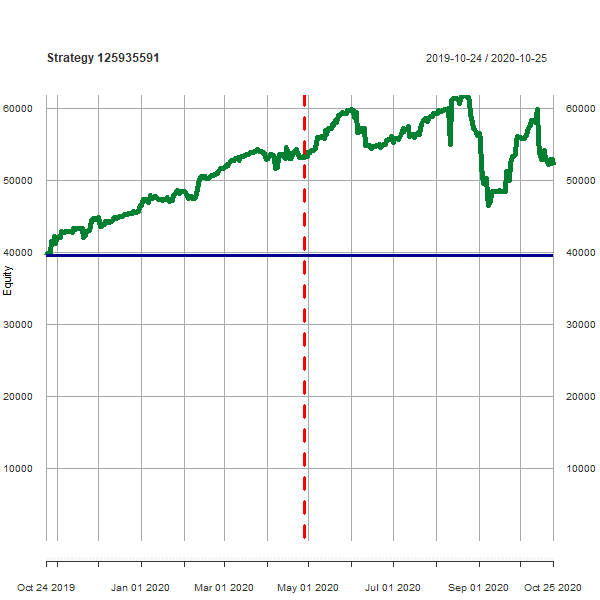 Strategy 125935591
2019-10-24 / 2020-10-25
60000
60000
50000
50000
40000
40000
Equity
30000
30000
20000
20000
10000
10000
Oct 24 2019
Jan 01 2020
Mar 01 2020
May 01 2020
Jul 01 2020
Sep 01 2020
Oct 25 2020